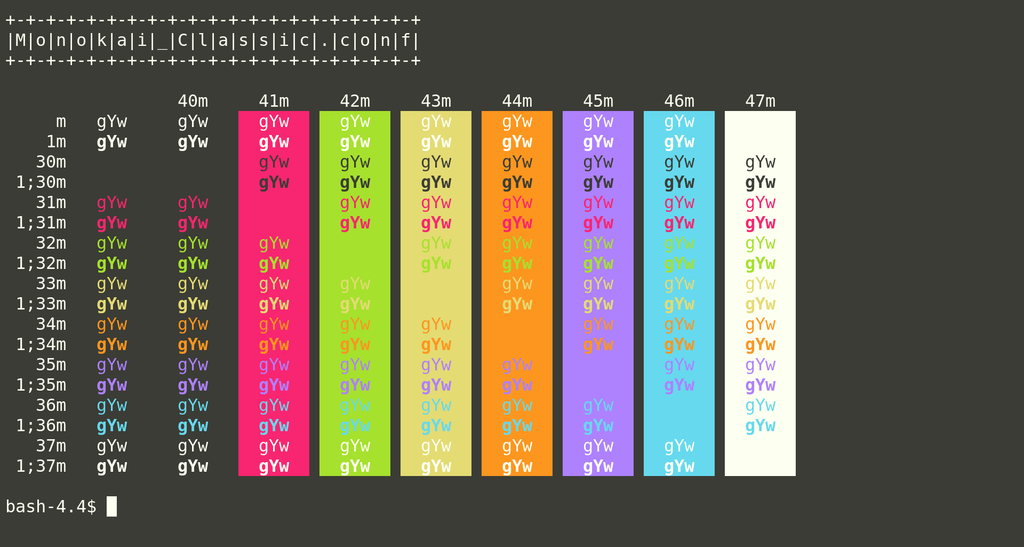 +-+-+-+-+-+-+-+-+-+-+-+-+-+-+-+-+-+-+-+-+
|M|o|n|o|k|a|i|_|C|l|a|s|s|i|c|.|c|o|n|f|
+-+-+-+-+-+-+-+-+-+-+-+-+-+-+-+-+-+-+-+-+
40m 41m 42m 43m 44m 45m 46m 47m
m gYw gYw gYw gYw gYw gYw gYw gYw
1m gYw gYw gYw gYw gYw gYw gYw gYw
30m gYw gYw gYw gYw gYw gYw gYw
1;30m gYw gYw gYw gYw gYw gYw gYw
31m gYw gYw gYw gYw gYw gYw gYw gYw
1;31m gYw gYw gYw gYw gYw gYw gYw gYw
32m gYw gYw gYw gYw gYw gYw gYw gYw
1;32m gYw gYw gYw gYw gYw gYw gYw gYw
33m gYw gYw gYw gYw gYw gYw gYw gYw
1;33m gYw gYw gYw gYw gYw gYw gYw gYw
34m gYw gYw gYw gYw gYw gYw gYw gYw
1;34m gYw gYw gYw gYw gYw gYw gYw gYw
35m gYw gYw gYw gYw gYw gYw gYw gYw
1;35m gYw gYw gYw gYw gYw gYw gYw gYw
36m gYw gYw gYw gYw gYw gYw gYw gYw
1;36m gYw gYw gYw gYw gYw gYw gYw gYw
37m gYw gYw gYw gYw gYw gYw gYw gYw
1;37m gYw gYw gYw gYw gYw gYw gYw gYw
bash-4.4$